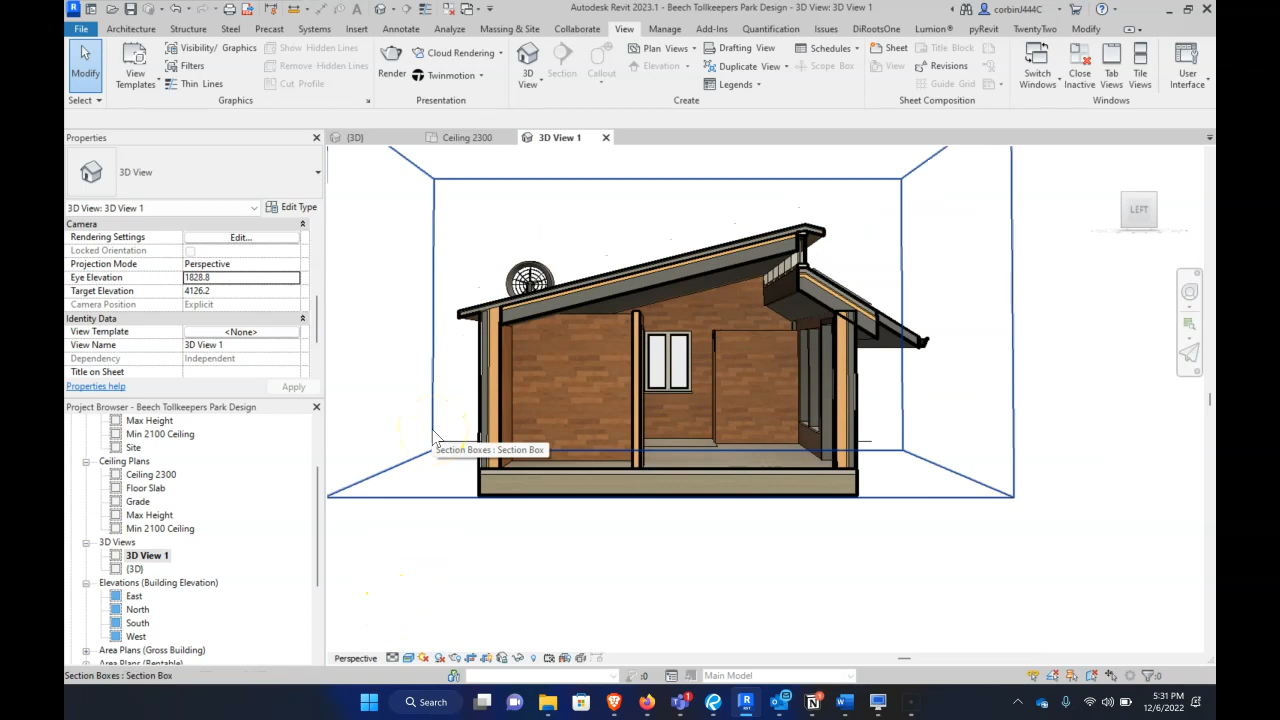 Autodesk Revit 2023.1 - Beech Tollkeepers Park Design - 3D View: 3D View 1
corbinJ444C
File Architecture Structure Steel Precast Systems Insert Annotate Analyze Massing & Site Collaborate View Manage Add-Ins Quantification Issues DiRootsOne Lumion® pyRevit TwentyTwo Modify
Modify
View Templates
Visibility/ Graphics
Filters
Thin Lines
Show Hidden Lines
Remove Hidden Lines
Cut Profile
Render
Cloud Rendering
Twinmotion
3D View
Section
Callout
Plan Views
Elevation
Drafting View
Duplicate View
Legends
Schedules
Scope Box
Sheet
View
Title Block
Revisions
Guide Grid
Switch Windows
Close Inactive
Tab Views
Tile Views
User Interface
Select
Graphics
Presentation
Create
Sheet Composition
Windows
Properties
{3D}
Ceiling 2300
3D View 1
3D View
3D View: 3D View 1
Edit Type
Camera
Rendering Settings Edit...
Locked Orientation
Projection Mode Perspective
Eye Elevation 1828.8
Target Elevation 4126.2
Camera Position Explicit
Identity Data
View Template <None>
View Name 3D View 1
Dependency Independent
Title on Sheet
Properties help
Apply
Project Browser - Beech Tollkeepers Park Design
Max Height
Min 2100 Ceiling
Site
Ceiling Plans
Ceiling 2300
Floor Slab
Grade
Max Height
Min 2100 Ceiling
3D Views
3D View 1
{3D}
Elevations (Building Elevation)
East
North
South
West
Area Plans (Gross Building)
Area Plans (Rentable)
LEFT
Section Boxes : Section Box
Perspective
Section Boxes : Section Box
:0
Main Model
:0
Search
5:31 PM
12/6/2022